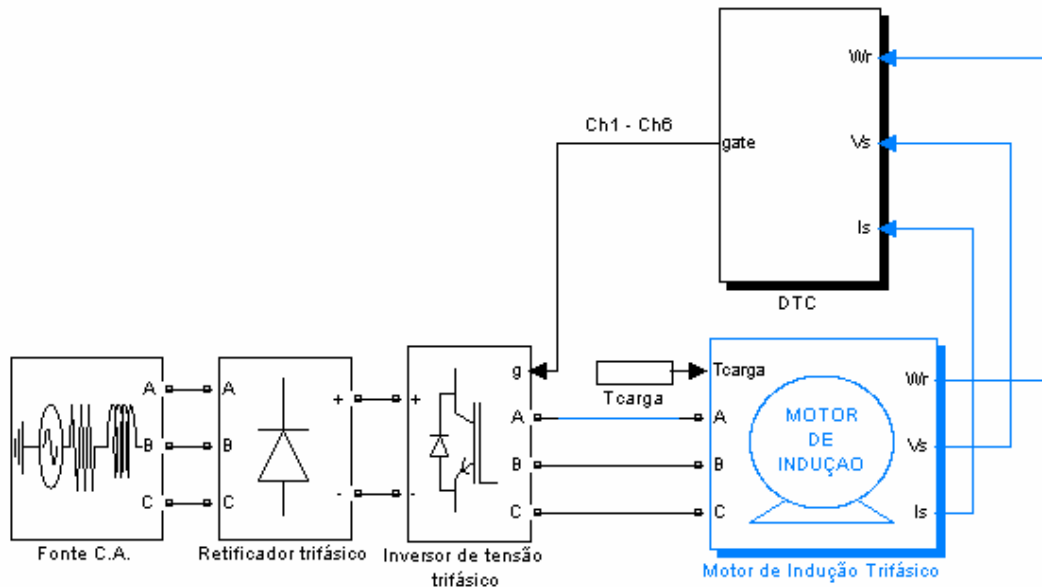 Wr
Ch1 - Ch6
gate
Vs
Is
DTC
g
Tcarga
Tcarga
Wr
A
A
+
+
A
A
MOTOR
DE
INDUÇAO
B
B
B
B
Vs
C
C
-
-
C
C
Is
Fonte C.A.
Retificador trifásico
Inversor de tensão
trifásico
Motor de Indução Trifásico